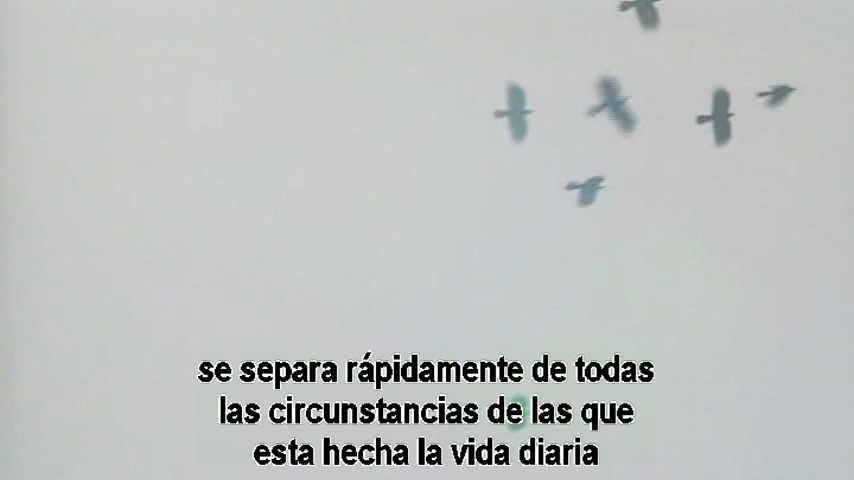 se separa rápidamente de todas
las circunstancias de las que
esta hecha la vida diaria